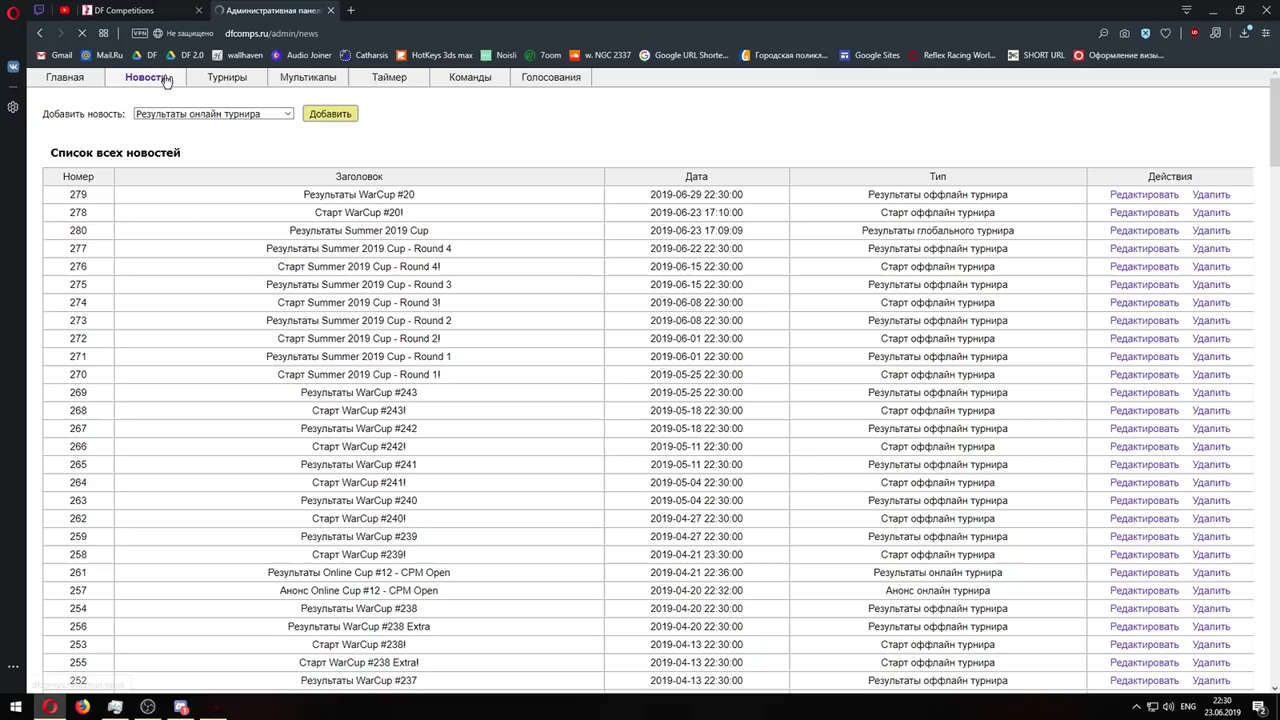 DF Competitions
Административная панел
VPN Не защищено dfcomps.ru/admin/news
Gmail Mail.Ru DF DF 2.0 wallhaven Audio Joiner Catharsis HotKeys 3ds max Noisli 7oom w. NGC 2337 Google URL Shorte... Городская поликл... Google Sites Reflex Racing Worl... SHORT URL Оформление визы...
Главная Новости Турниры Мультикапы Таймер Команды Голосования
Добавить новость: Результаты онлайн турнира Добавить
Список всех новостей
Номер Заголовок Дата Тип Действия
279 Результаты WarCup #20 2019-06-29 22:30:00 Результаты оффлайн турнира Редактировать Удалить
278 Старт WarCup #20! 2019-06-23 17:10:00 Старт оффлайн турнира Редактировать Удалить
280 Результаты Summer 2019 Cup 2019-06-23 17:09:09 Результаты глобального турнира Редактировать Удалить
277 Результаты Summer 2019 Cup - Round 4 2019-06-22 22:30:00 Результаты оффлайн турнира Редактировать Удалить
276 Старт Summer 2019 Cup - Round 4! 2019-06-15 22:30:00 Старт оффлайн турнира Редактировать Удалить
275 Результаты Summer 2019 Cup - Round 3 2019-06-15 22:30:00 Результаты оффлайн турнира Редактировать Удалить
274 Старт Summer 2019 Cup - Round 3! 2019-06-08 22:30:00 Старт оффлайн турнира Редактировать Удалить
273 Результаты Summer 2019 Cup - Round 2 2019-06-08 22:30:00 Результаты оффлайн турнира Редактировать Удалить
272 Старт Summer 2019 Cup - Round 2! 2019-06-01 22:30:00 Старт оффлайн турнира Редактировать Удалить
271 Результаты Summer 2019 Cup - Round 1 2019-06-01 22:30:00 Результаты оффлайн турнира Редактировать Удалить
270 Старт Summer 2019 Cup - Round 1! 2019-05-25 22:30:00 Старт оффлайн турнира Редактировать Удалить
269 Результаты WarCup #243 2019-05-25 22:30:00 Результаты оффлайн турнира Редактировать Удалить
268 Старт WarCup #243! 2019-05-18 22:30:00 Старт оффлайн турнира Редактировать Удалить
267 Результаты WarCup #242 2019-05-18 22:30:00 Результаты оффлайн турнира Редактировать Удалить
266 Старт WarCup #242! 2019-05-11 22:30:00 Старт оффлайн турнира Редактировать Удалить
265 Результаты WarCup #241 2019-05-11 22:30:00 Результаты оффлайн турнира Редактировать Удалить
264 Старт WarCup #241! 2019-05-04 22:30:00 Старт оффлайн турнира Редактировать Удалить
263 Результаты WarCup #240 2019-05-04 22:30:00 Результаты оффлайн турнира Редактировать Удалить
262 Старт WarCup #240! 2019-04-27 22:30:00 Старт оффлайн турнира Редактировать Удалить
259 Результаты WarCup #239 2019-04-27 22:30:00 Результаты оффлайн турнира Редактировать Удалить
258 Старт WarCup #239! 2019-04-21 23:30:00 Старт оффлайн турнира Редактировать Удалить
261 Результаты Online Cup #12 - CPM Open 2019-04-21 22:36:00 Результаты онлайн турнира Редактировать Удалить
257 Анонс Online Cup #12 - CPM Open 2019-04-20 22:32:00 Анонс онлайн турнира Редактировать Удалить
254 Результаты WarCup #238 2019-04-20 22:30:00 Результаты оффлайн турнира Редактировать Удалить
256 Результаты WarCup #238 Extra 2019-04-20 22:30:00 Результаты оффлайн турнира Редактировать Удалить
253 Старт WarCup #238! 2019-04-13 22:30:00 Старт оффлайн турнира Редактировать Удалить
255 Старт WarCup #238 Extra! 2019-04-13 22:30:00 Старт оффлайн турнира Редактировать Удалить
252 Результаты WarCup #237 2019-04-13 22:30:00 Результаты оффлайн турнира Редактировать Удалить
ENG 22:30
23.06.2019